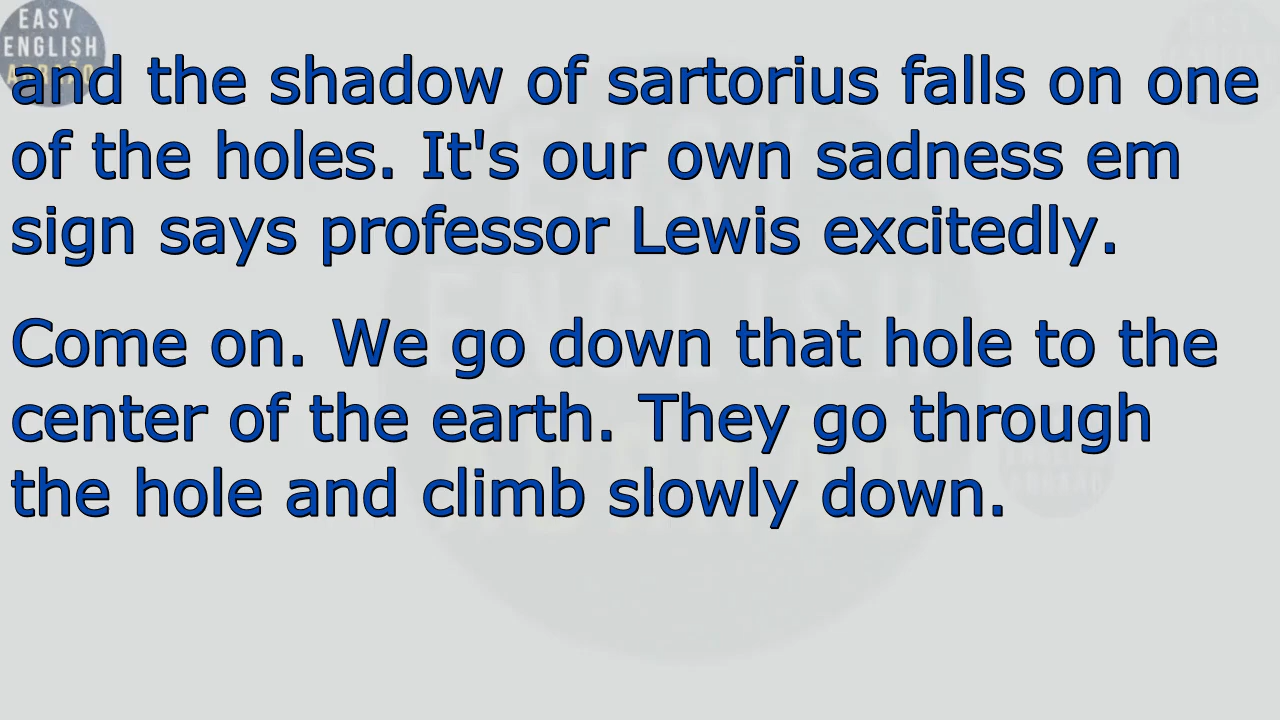 EASY
ENGLISH
ABROAD
and the shadow of sartorius falls on one
of the holes. It's our own sadness em
sign says professor Lewis excitedly.
Come on. We go down that hole to the
center of the earth. They go through
the hole and climb slowly down.